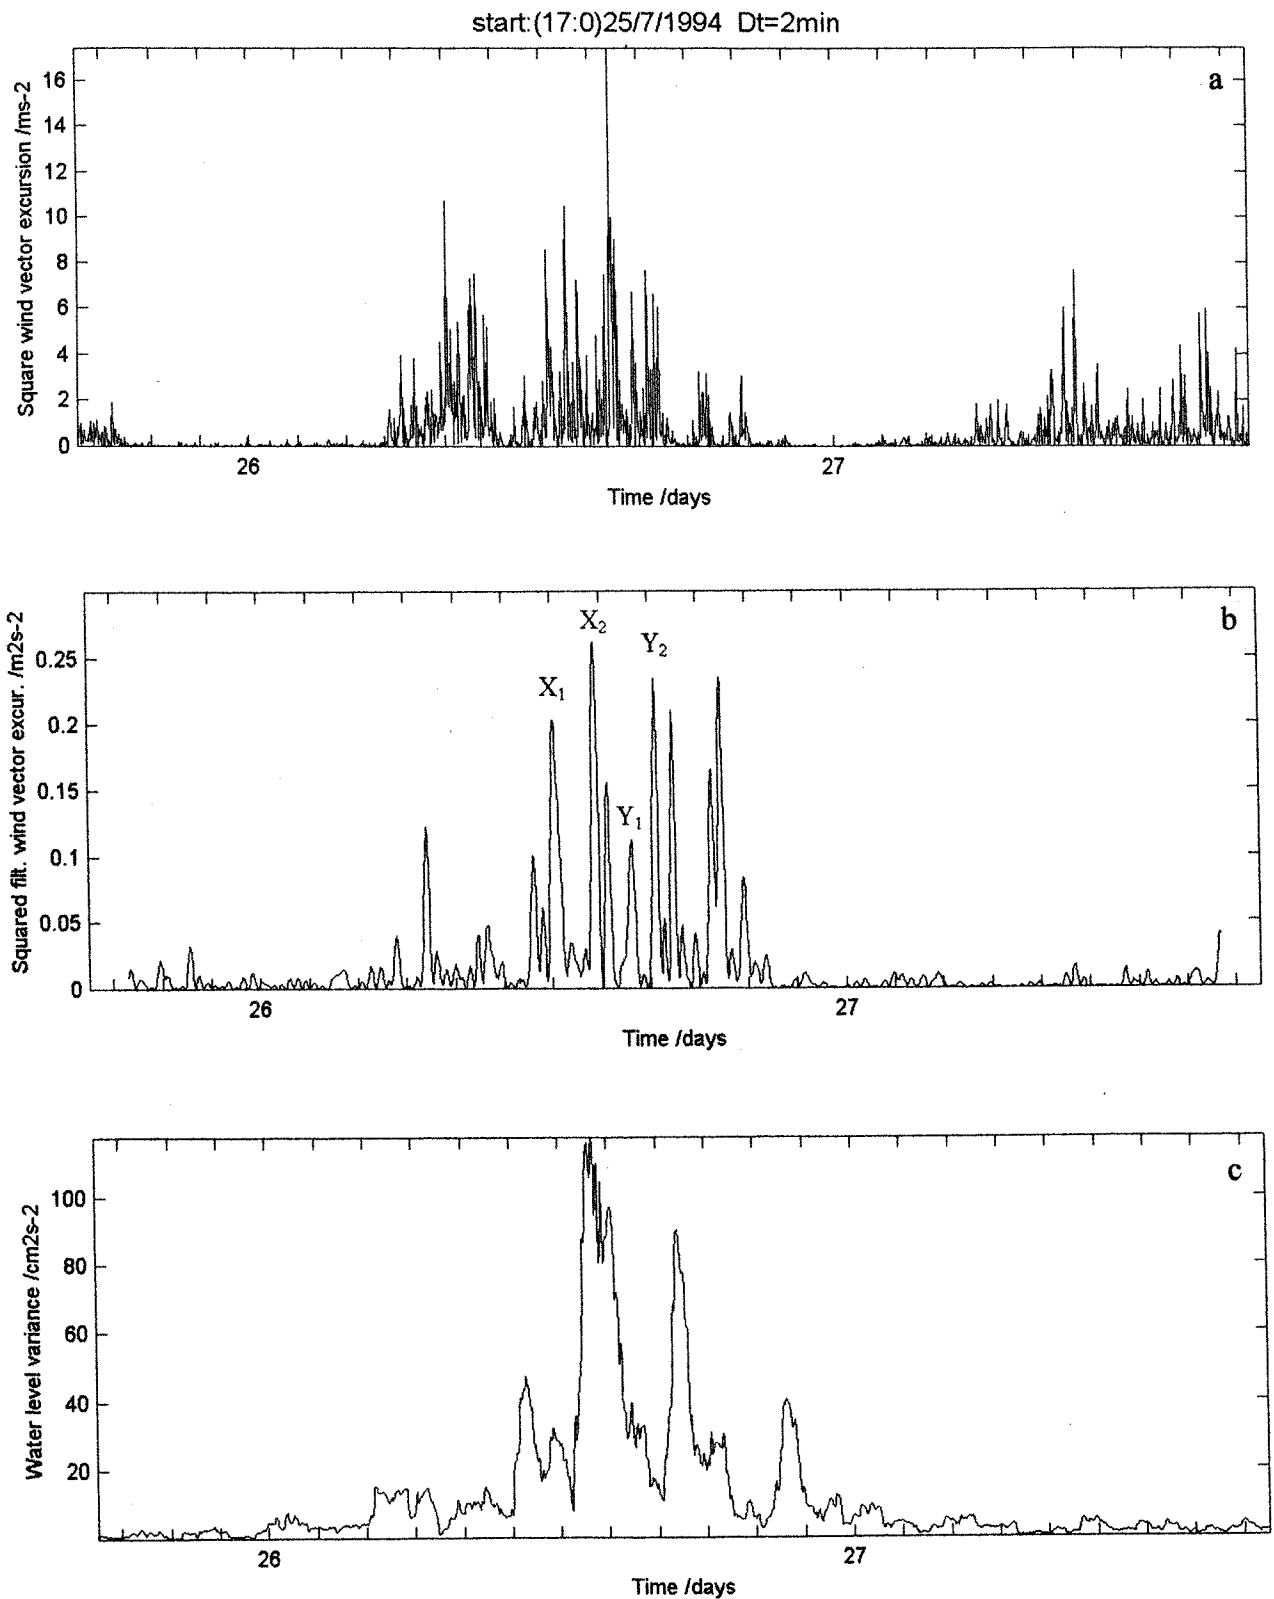 start:(17:0)25/7/1994 Dt=2min
a
Square wind vector excursion /ms-2
16
14
12
10
8
6
4
2
0
26
27
Time /days
b
Squared filt. wind vector excur. /m2s-2
0.25
0.2
0.15
0.1
0.05
0
X₁
X₂
Y₁
Y₂
26
27
Time /days
c
Water level variance /cm2s-2
100
80
60
40
20
26
27
Time /days